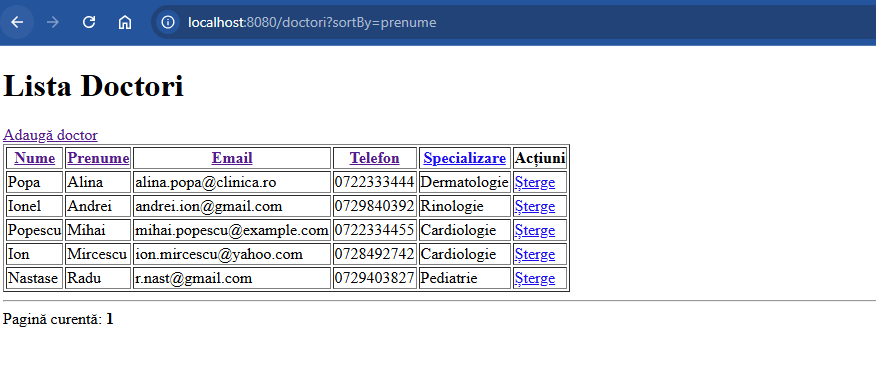 localhost:8080/doctori?sortBy=prenume
Lista Doctori
Adaugă doctor
Nume Prenume Email Telefon Specializare Acțiuni
Popa Alina alina.popa@clinica.ro 0722333444 Dermatologie Șterge
Ionel Andrei andrei.ion@gmail.com 0729840392 Rinologie Șterge
Popescu Mihai mihai.popescu@example.com 0722334455 Cardiologie Șterge
Ion Mircescu ion.mircescu@yahoo.com 0728492742 Cardiologie Șterge
Nastase Radu r.nast@gmail.com 0729403827 Pediatrie Șterge
Pagină curentă: 1